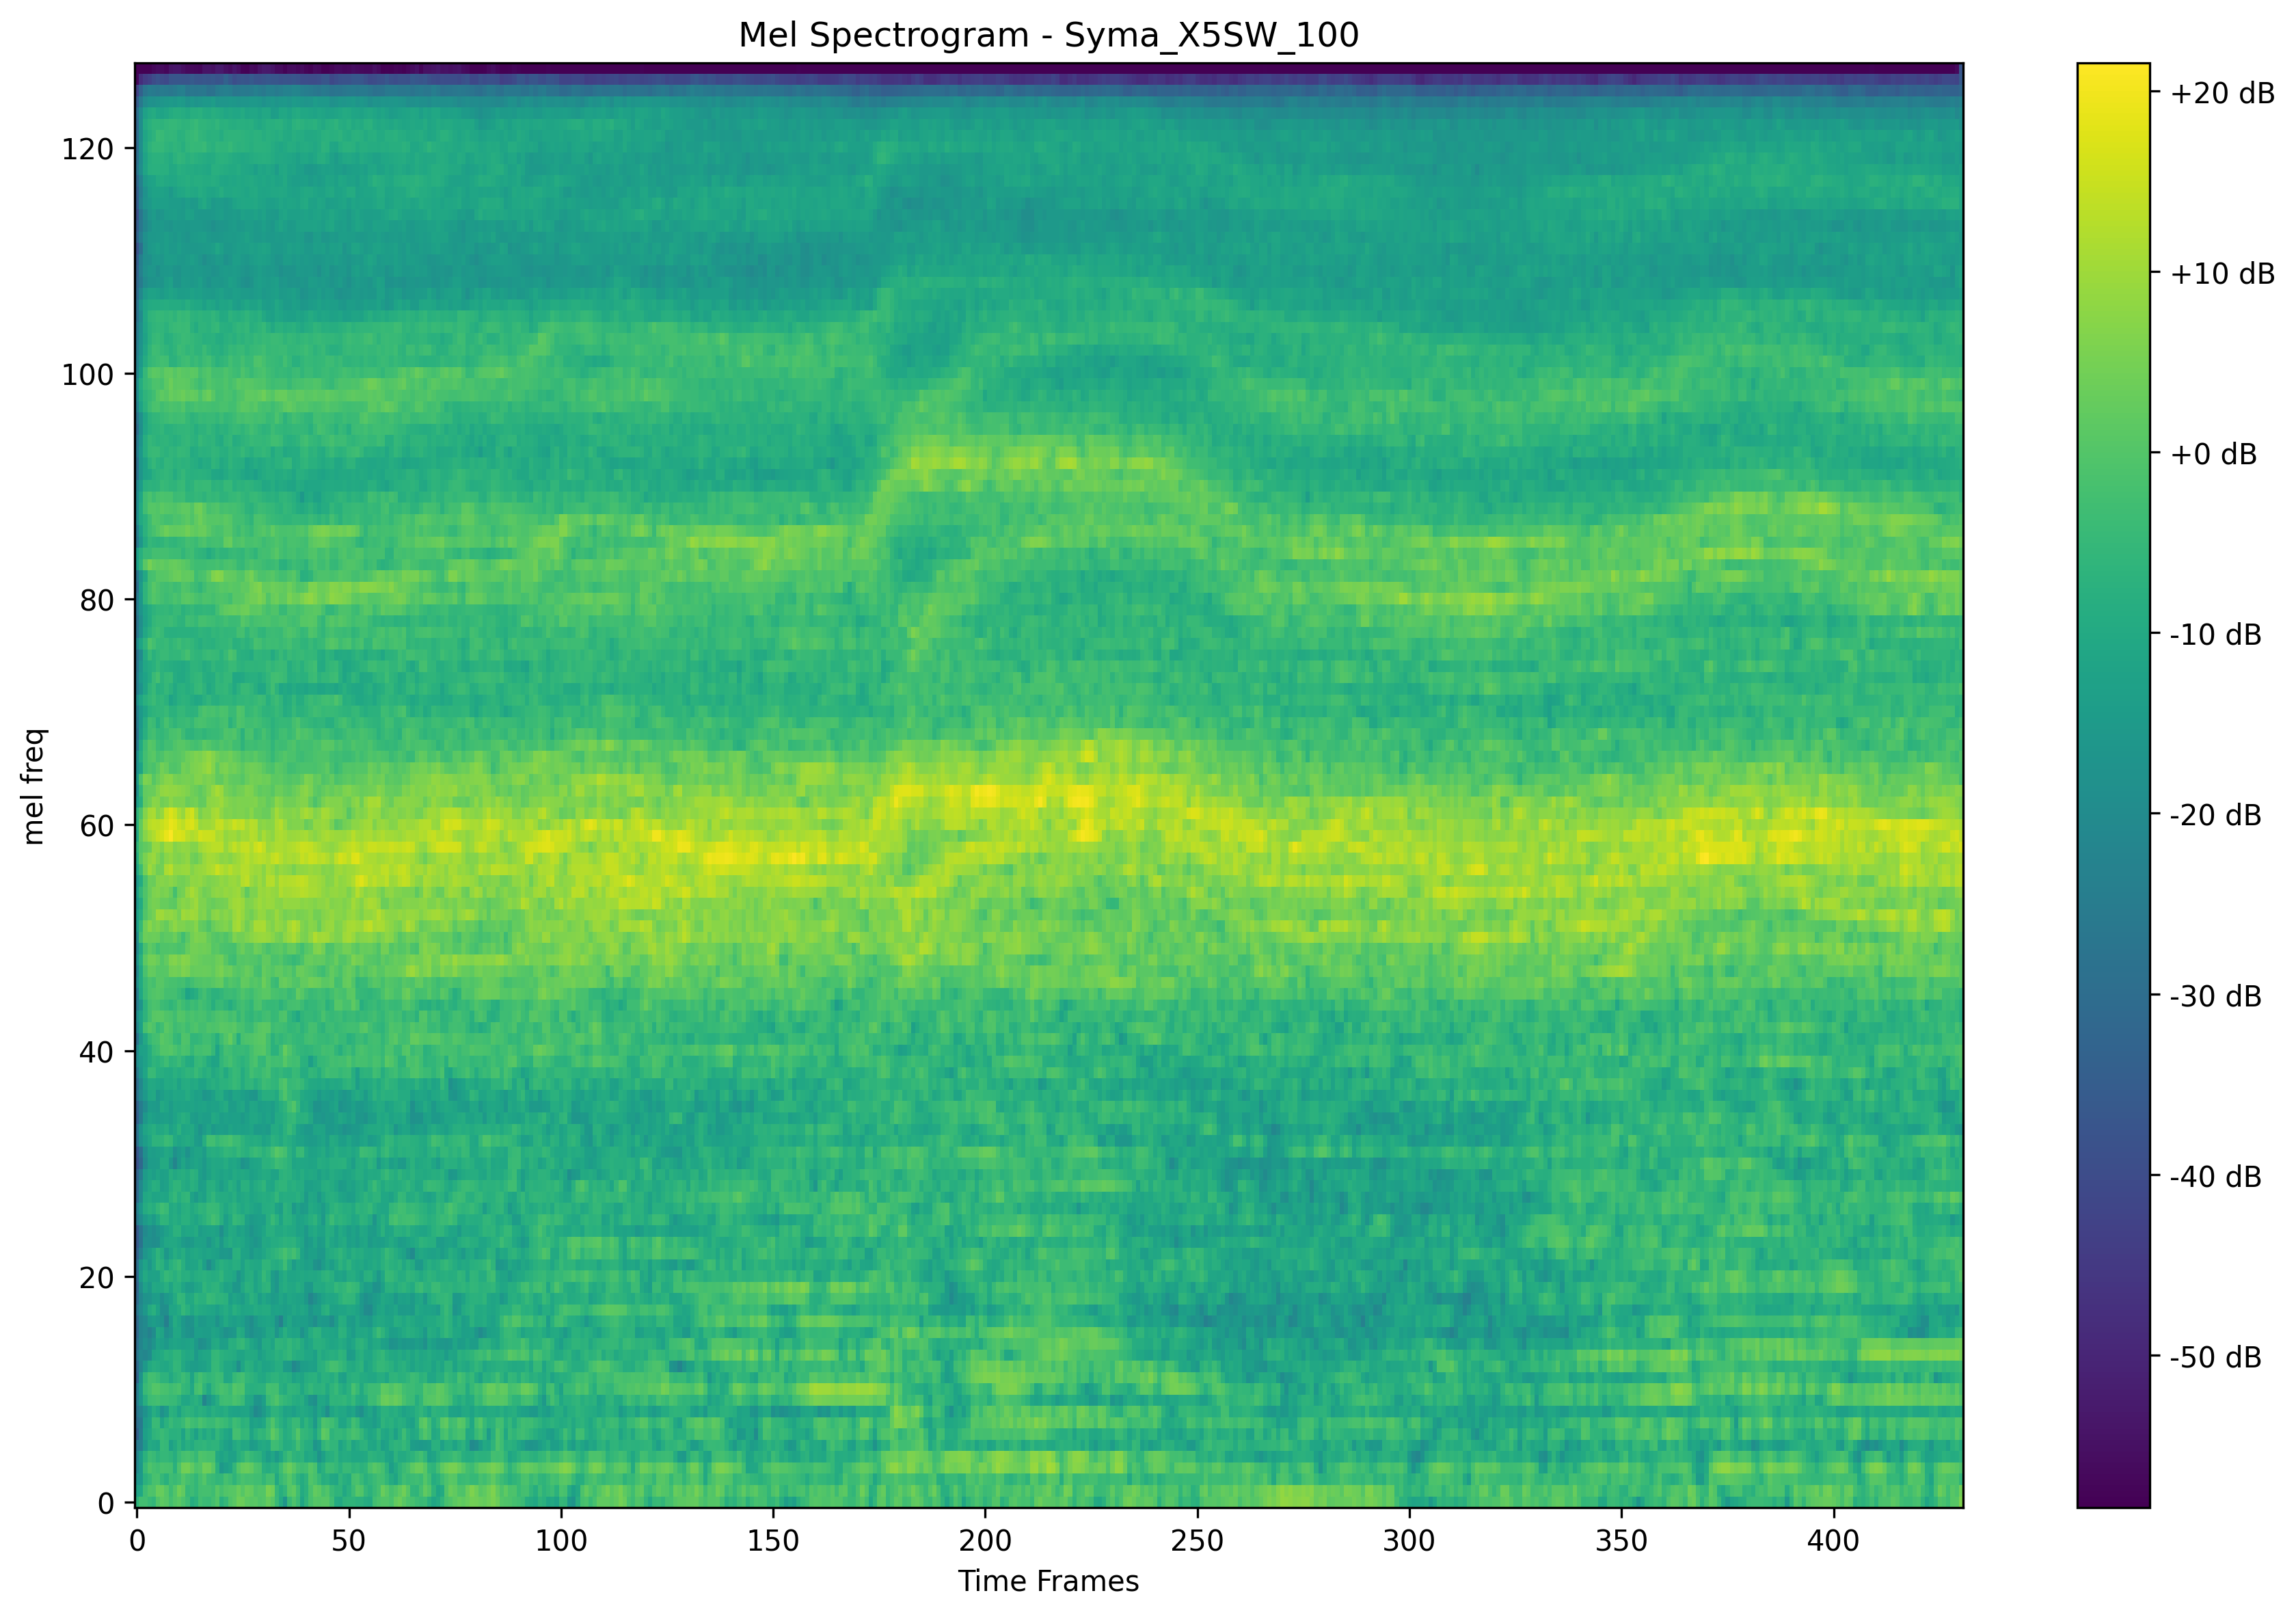 Mel Spectrogram - Syma_X5SW_100
mel freq
120
100
80
60
40
20
0
0 50 100 150 200 250 300 350 400
Time Frames
+20 dB
+10 dB
+0 dB
-10 dB
-20 dB
-30 dB
-40 dB
-50 dB